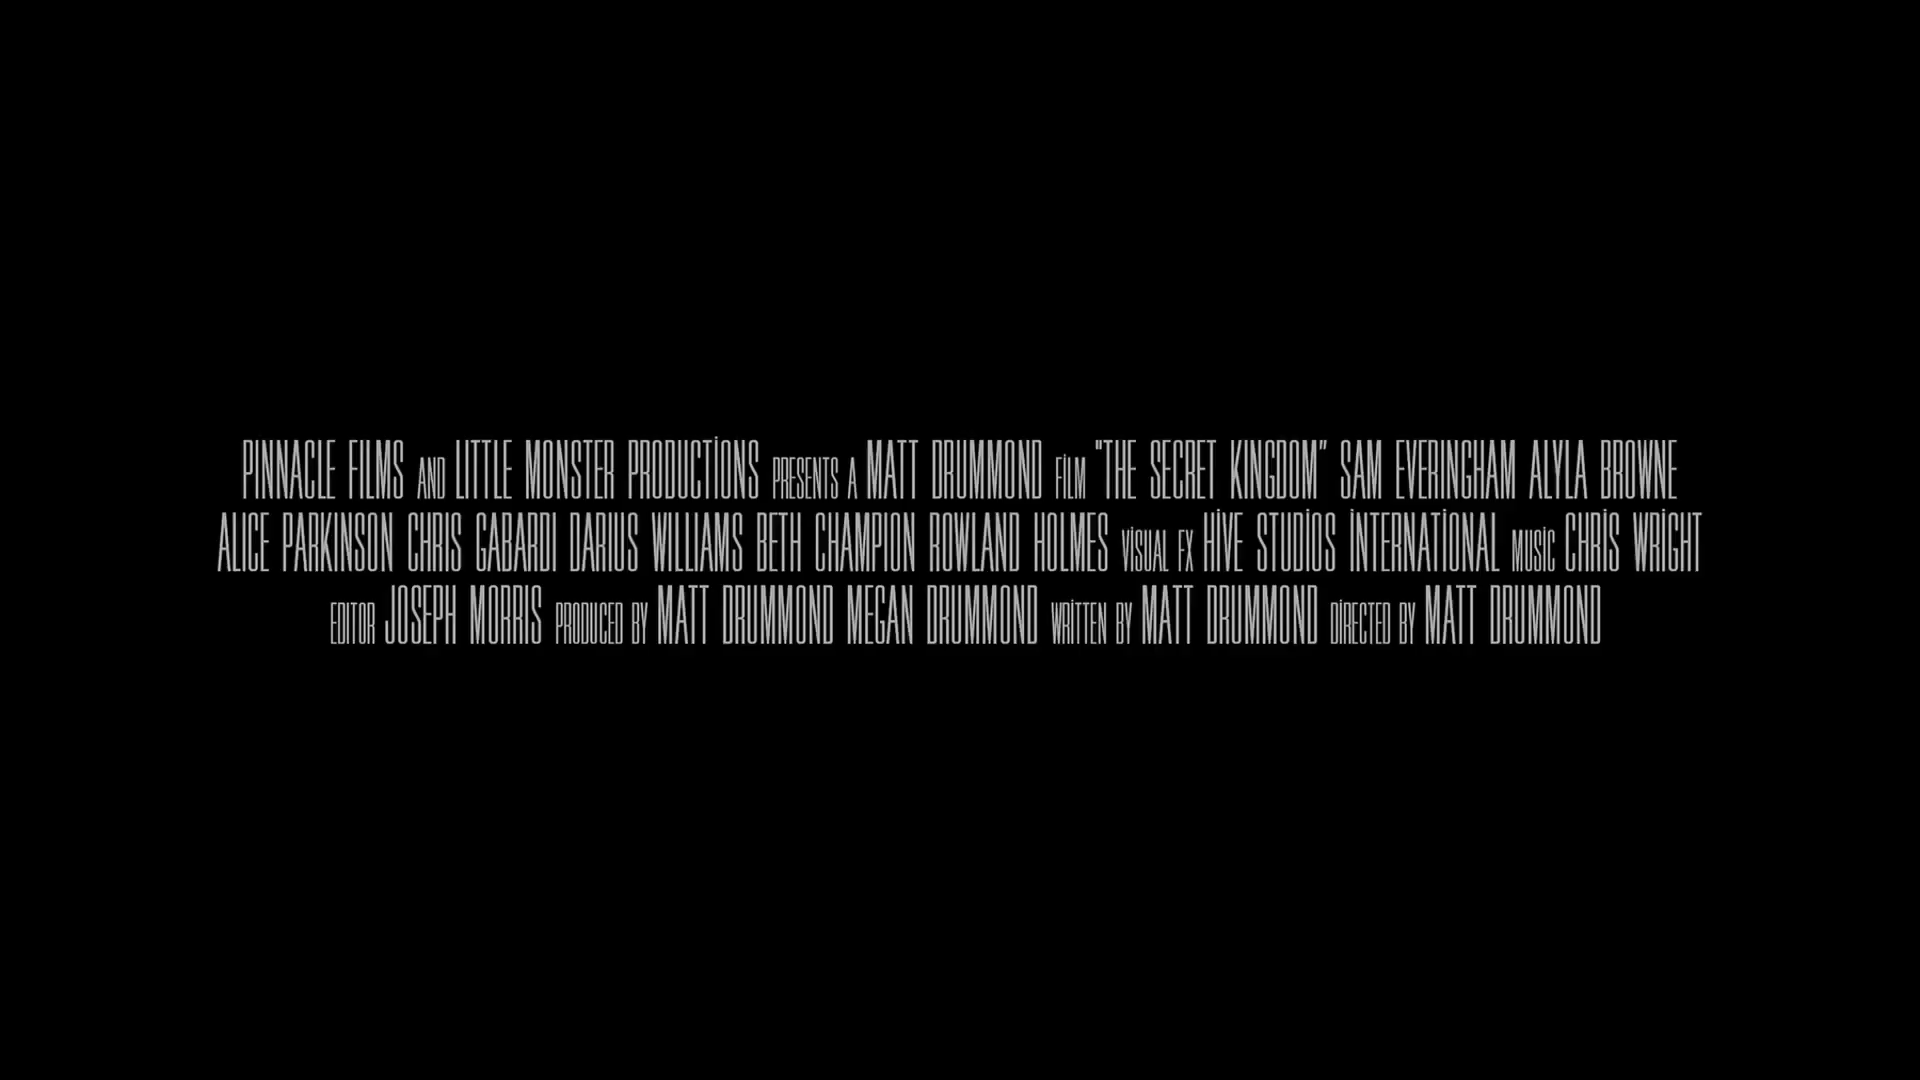 PINNACLE FILMS AND LITTLE MONSTER PRODUCTIONS PRESENTS A MATT DRUMMOND FILM "THE SECRET KINGDOM" SAM EVERINGHAM ALYLA BROWNE
ALICE PARKINSON CHRIS GABARDI DARIUS WILLIAMS BETH CHAMPION ROWLAND HOLMES VISUAL FX HIVE STUDIOS INTERNATIONAL MUSIC CHRIS WRIGHT
EDITOR JOSEPH MORRIS PRODUCED BY MATT DRUMMOND MEGAN DRUMMOND WRITTEN BY MATT DRUMMOND DIRECTED BY MATT DRUMMOND